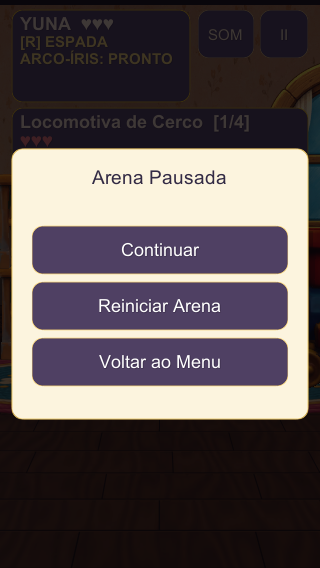 YUNA ♥♥♥
SOM
II
[R] ESPADA
ARCO-ÍRIS: PRONTO
Locomotiva de Cerco [1/4]
♥♥♥
Arena Pausada
Continuar
Reiniciar Arena
Voltar ao Menu